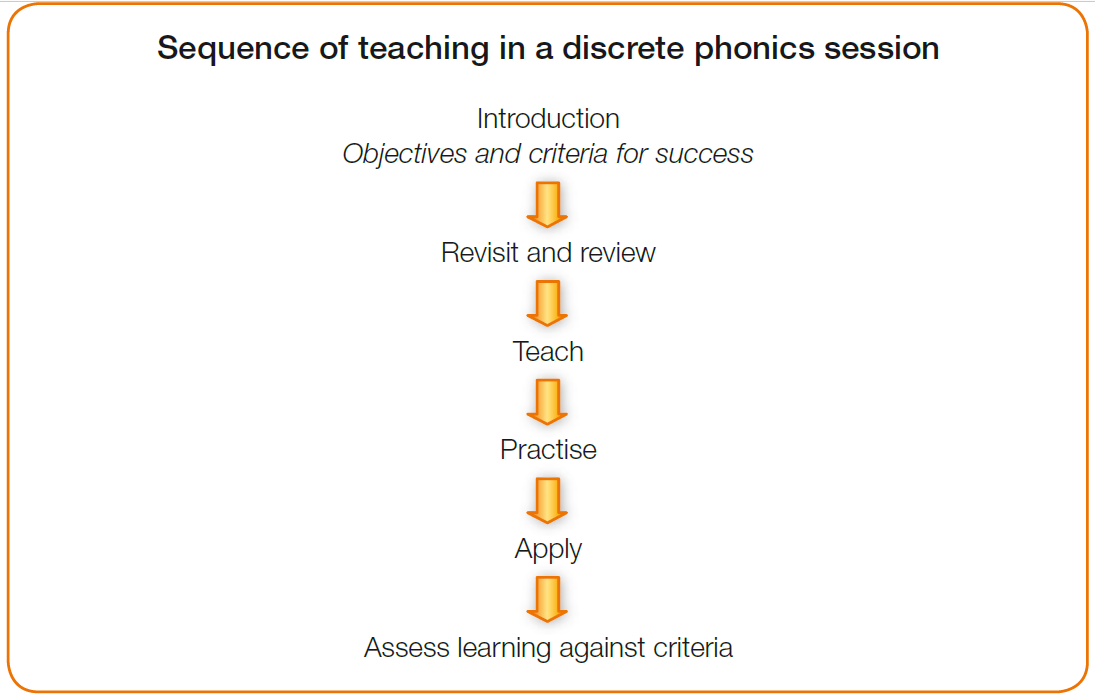 Sequence of teaching in a discrete phonics session
Introduction
Objectives and criteria for success
Revisit and review
Teach
Practise
Apply
Assess learning against criteria